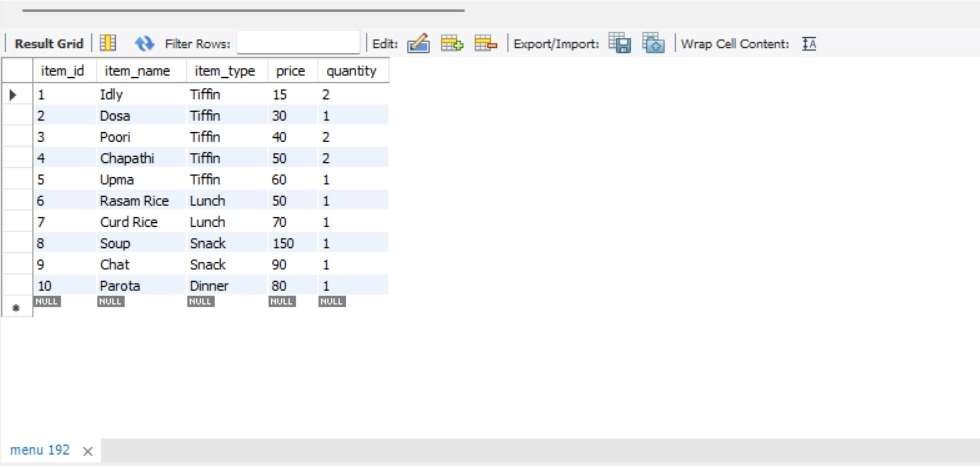 Result Grid Filter Rows: Edit: Export/Import: Wrap Cell Content:
item_id item_name item_type price quantity
1 Idly Tiffin 15 2
2 Dosa Tiffin 30 1
3 Poori Tiffin 40 2
4 Chapathi Tiffin 50 2
5 Upma Tiffin 60 1
6 Rasam Rice Lunch 50 1
7 Curd Rice Lunch 70 1
8 Soup Snack 150 1
9 Chat Snack 90 1
10 Parota Dinner 80 1
NULL NULL NULL NULL NULL
menu 192